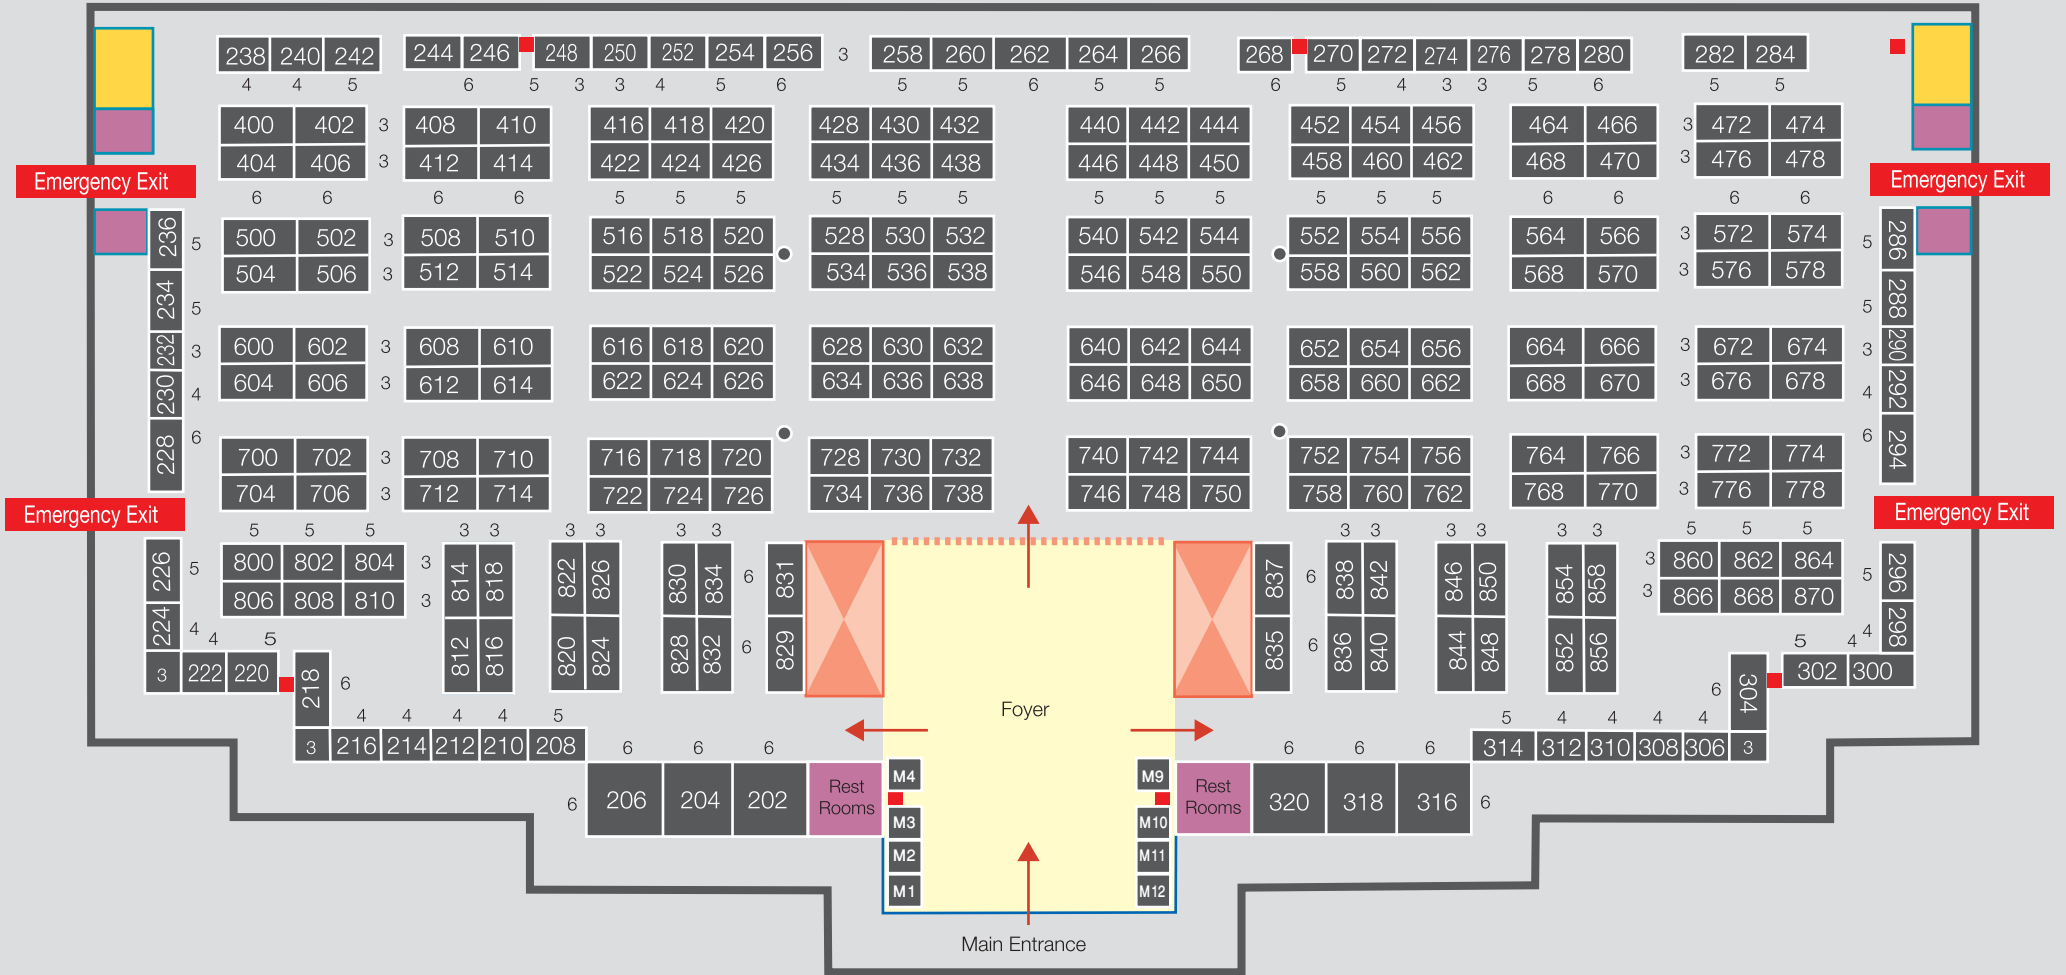 238 240 242 244 246 248 250 252 254 256 3 258 260 262 264 266 268 270 272 274 276 278 280 282 284
4 4 5 6 5 3 3 4 5 6 5 5 6 5 5 6 5 4 3 3 5 6 5 5
400 402 3 408 410 416 418 420 428 430 432 440 442 444 452 454 456 464 466 3 472 474
404 406 3 412 414 422 424 426 434 436 438 446 448 450 458 460 462 468 470 3 476 478
Emergency Exit Emergency Exit
6 6 6 6 5 5 5 5 5 5 5 5 5 5 5 5 6 6 6 6
236 5 500 502 3 508 510 516 518 520 528 530 532 540 542 544 552 554 556 564 566 3 572 574 5 286
504 506 3 512 514 522 524 526 534 536 538 546 548 550 558 560 562 568 570 3 576 578
234 5 5 288
232 3 600 602 3 608 610 616 618 620 628 630 632 640 642 644 652 654 656 664 666 3 672 674 3 290
230 4 604 606 3 612 614 622 624 626 634 636 638 646 648 650 658 660 662 668 670 3 676 678 4 292
228 6 700 702 3 708 710 716 718 720 728 730 732 740 742 744 752 754 756 764 766 3 772 774 6 294
704 706 3 712 714 722 724 726 734 736 738 746 748 750 758 760 762 768 770 3 776 778
Emergency Exit Emergency Exit
5 5 5 3 3 3 3 3 3 3 3 3 3 3 3 5 5 5
226 5 800 802 804 3 814 818 822 826 830 834 6 831 837 6 838 842 846 850 854 858 3 860 862 864 5 296
806 808 810 3 3 866 868 870
224 4 4 5 812 816 820 824 828 832 6 829 835 6 836 840 844 848 852 856 5 4 4 298
3 222 220 218 6 6 304 302 300
Foyer
4 4 4 4 5 5 4 4 4 4
3 216 214 212 210 208 6 6 6 6 6 6 314 312 310 308 306 3
6 206 204 202 Rest M4 M9 Rest 320 318 316 6
Rooms M3 M10 Rooms
M2 M11
M1 M12
Main Entrance